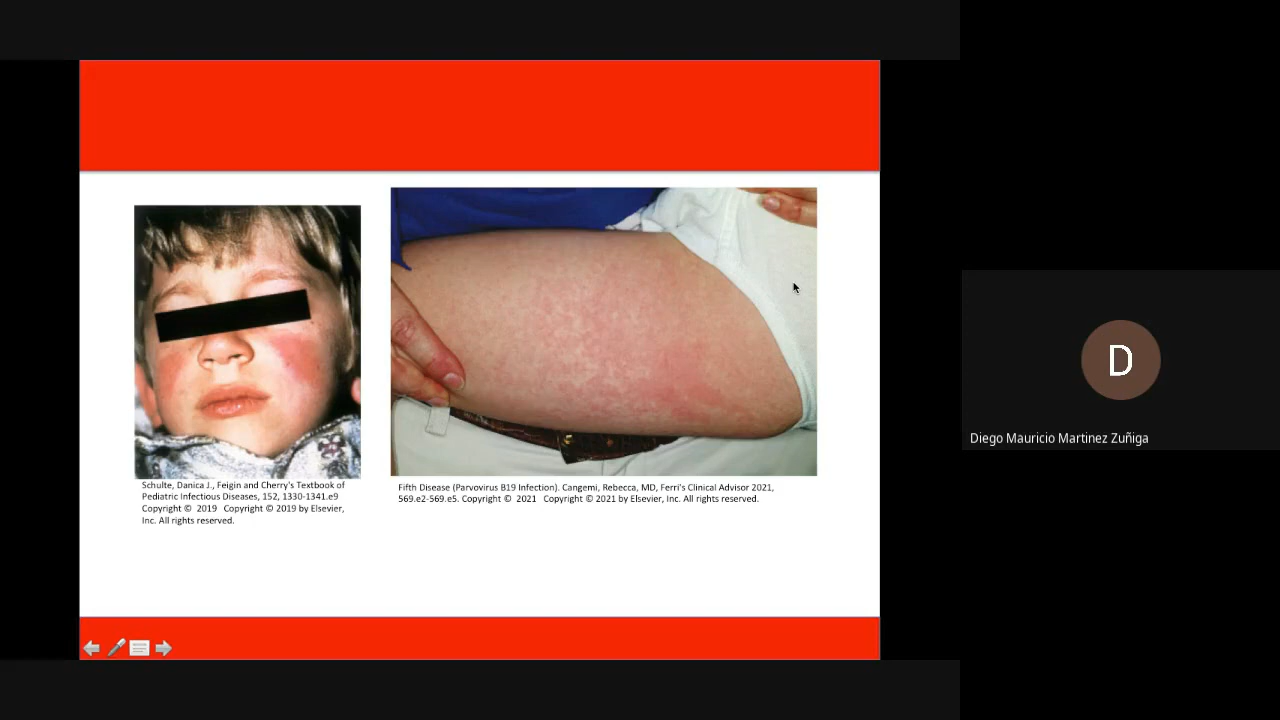 Schulte, Danica J., Feigin and Cherry's Textbook of
Pediatric Infectious Diseases, 152, 1330-1341.e9
Copyright © 2019 Copyright © 2019 by Elsevier,
Inc. All rights reserved.
Fifth Disease (Parvovirus B19 Infection). Cangemi, Rebecca, MD, Ferri's Clinical Advisor 2021,
569.e2-569.e5. Copyright © 2021 Copyright © 2021 by Elsevier, Inc. All rights reserved.
D
Diego Mauricio Martinez Zuñiga